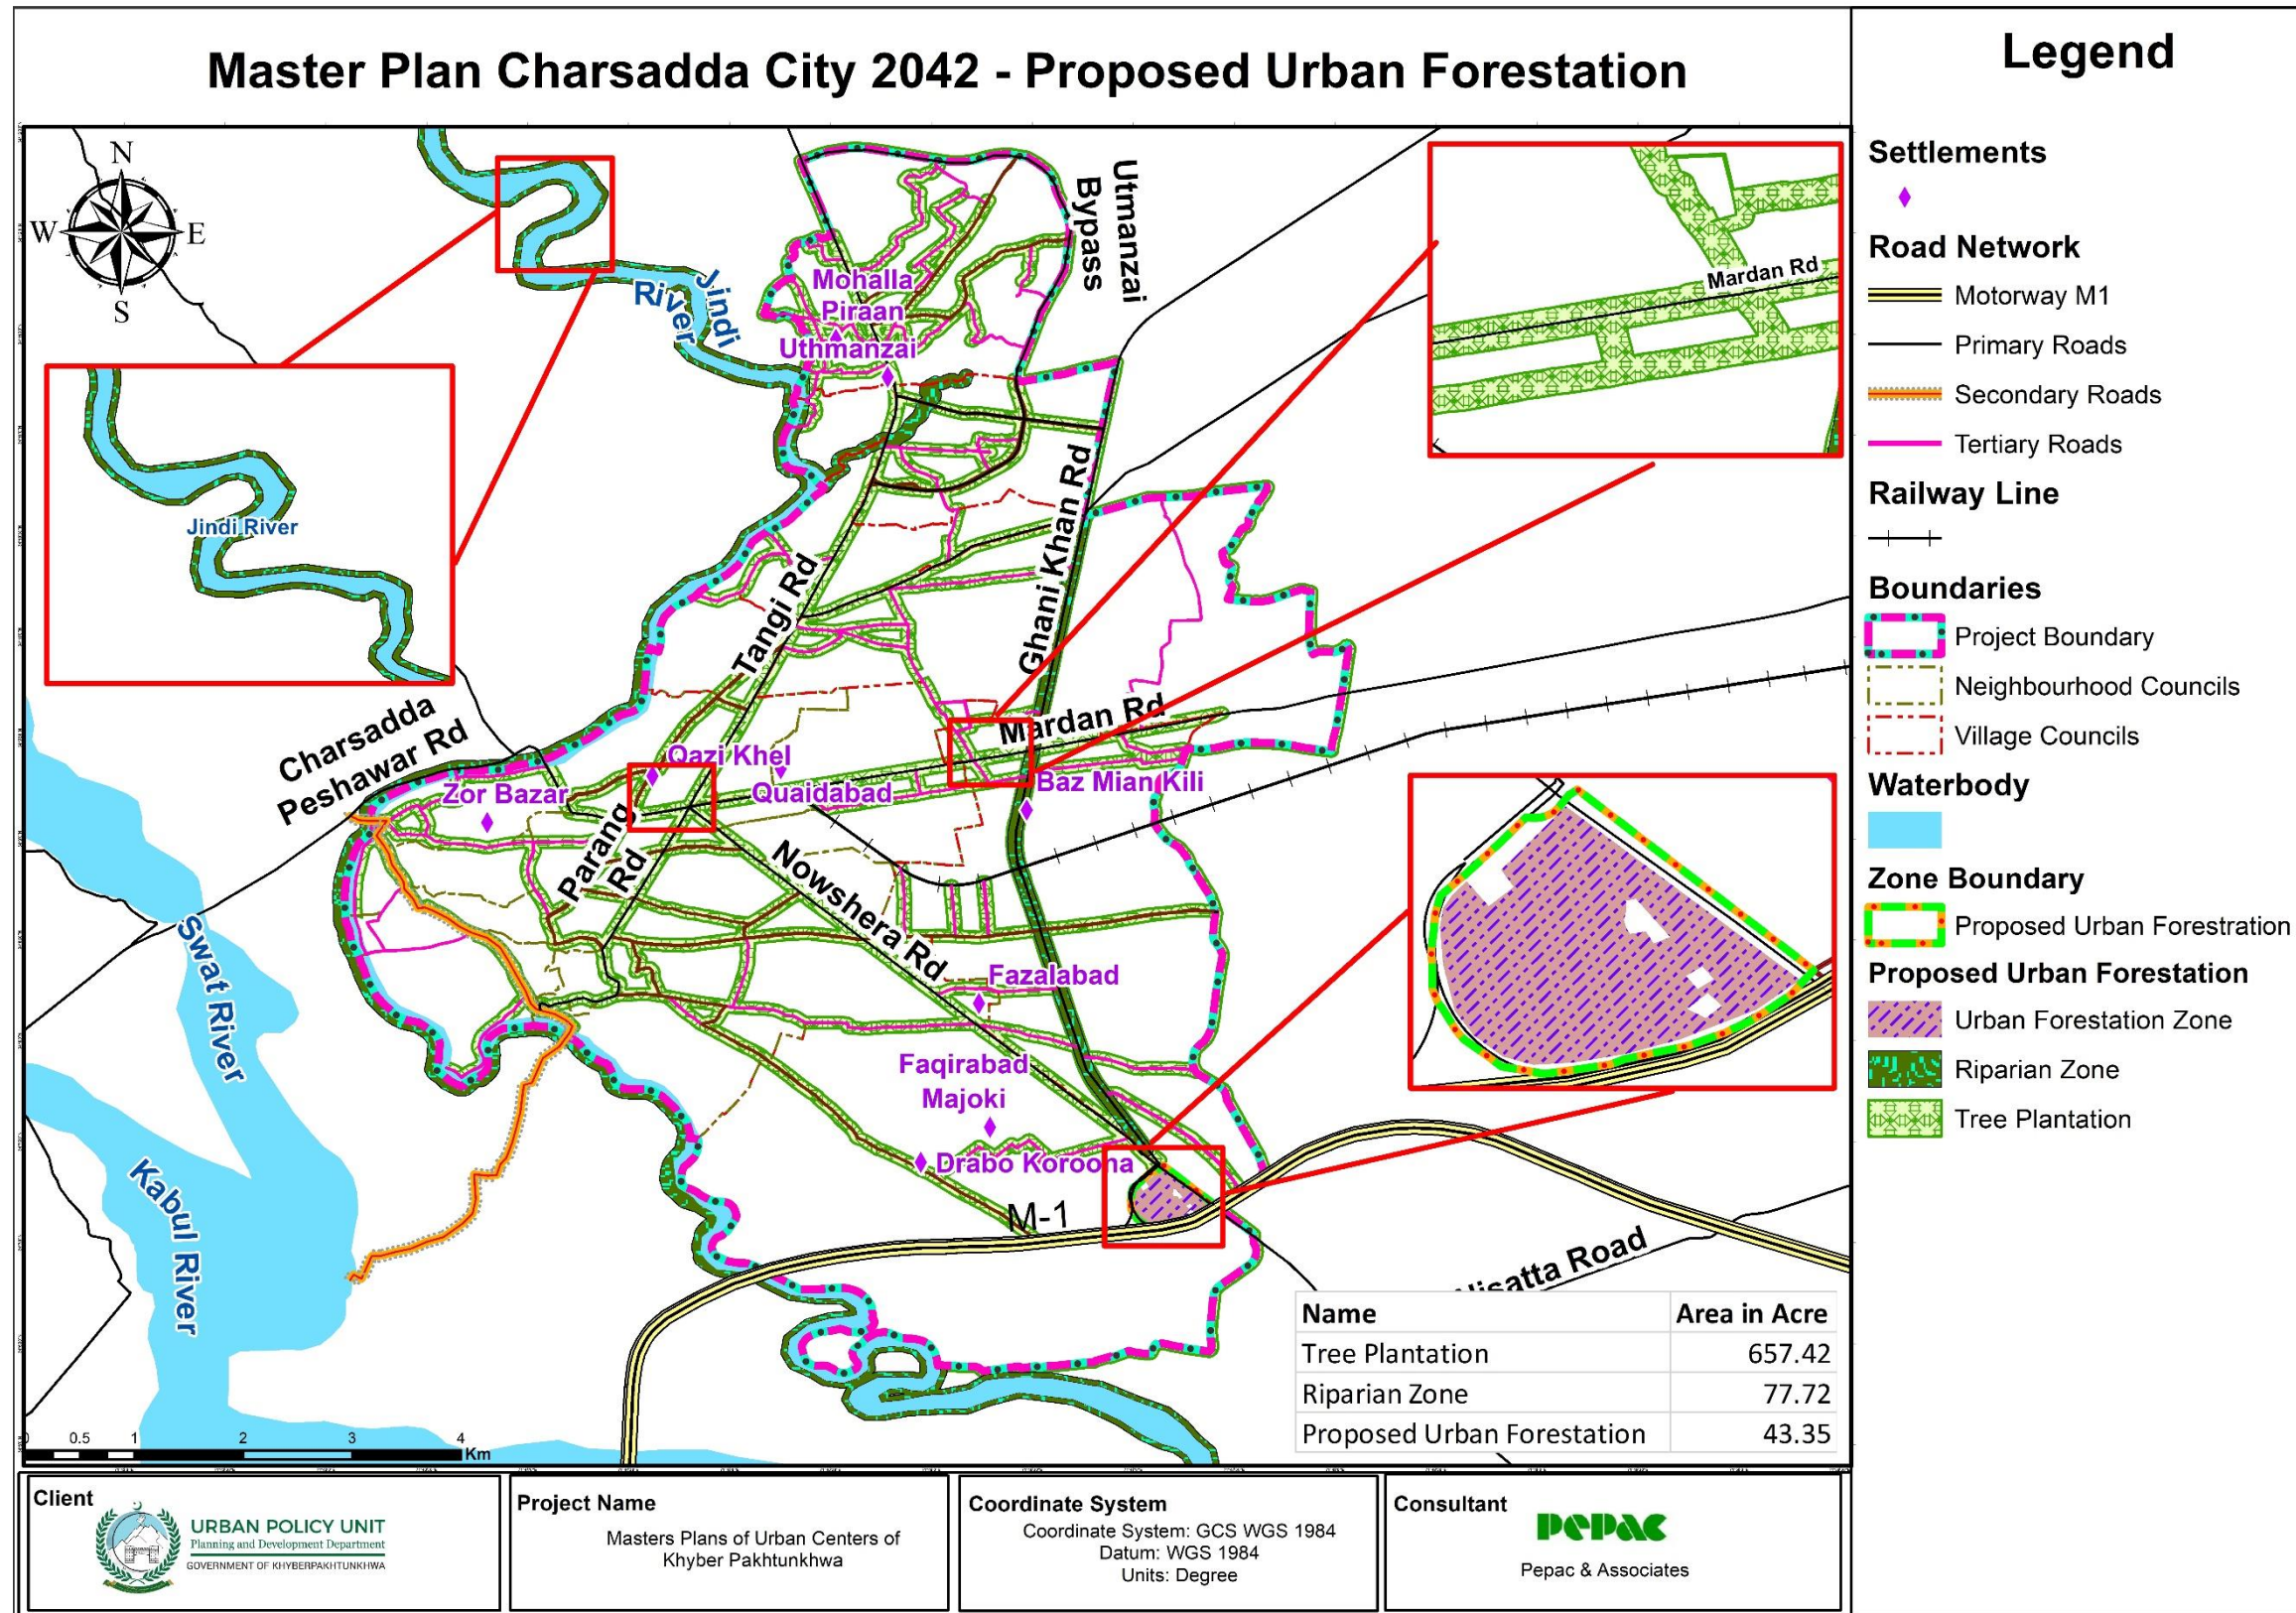 Master Plan Charsadda City 2042 - Proposed Urban Forestation
N
W
E
S
Utmanzai
Bypass
Jindi
River
Mohalla
Piraan
Uthmanzai
Mardan Rd
Jindi River
Ghani Khan Rd
Tangi Rd
Mardan Rd
Charsadda
Peshawar Rd
Qazi Khel
Zor Bazar
Quaidabad
Baz Mian Kili
Parang
Rd
Nowshera Rd
Swat River
Fazalabad
Faqirabad
Majoki
Drabo Koroona
M-1
Kabul River
Road
Name Area in Acre
Tree Plantation 657.42
Riparian Zone 77.72
Proposed Urban Forestation 43.35
0 0.5 1 2 3 4
Km
Legend
Settlements
Road Network
Motorway M1
Primary Roads
Secondary Roads
Tertiary Roads
Railway Line
Boundaries
Project Boundary
Neighbourhood Councils
Village Councils
Waterbody
Zone Boundary
Proposed Urban Forestration
Proposed Urban Forestation
Urban Forestation Zone
Riparian Zone
Tree Plantation
Client
URBAN POLICY UNIT
Planning and Development Department
GOVERNMENT OF KHYBERPAKHTUNKHWA
Project Name
Masters Plans of Urban Centers of
Khyber Pakhtunkhwa
Coordinate System
Coordinate System: GCS WGS 1984
Datum: WGS 1984
Units: Degree
Consultant
PEPAC
Pepac & Associates